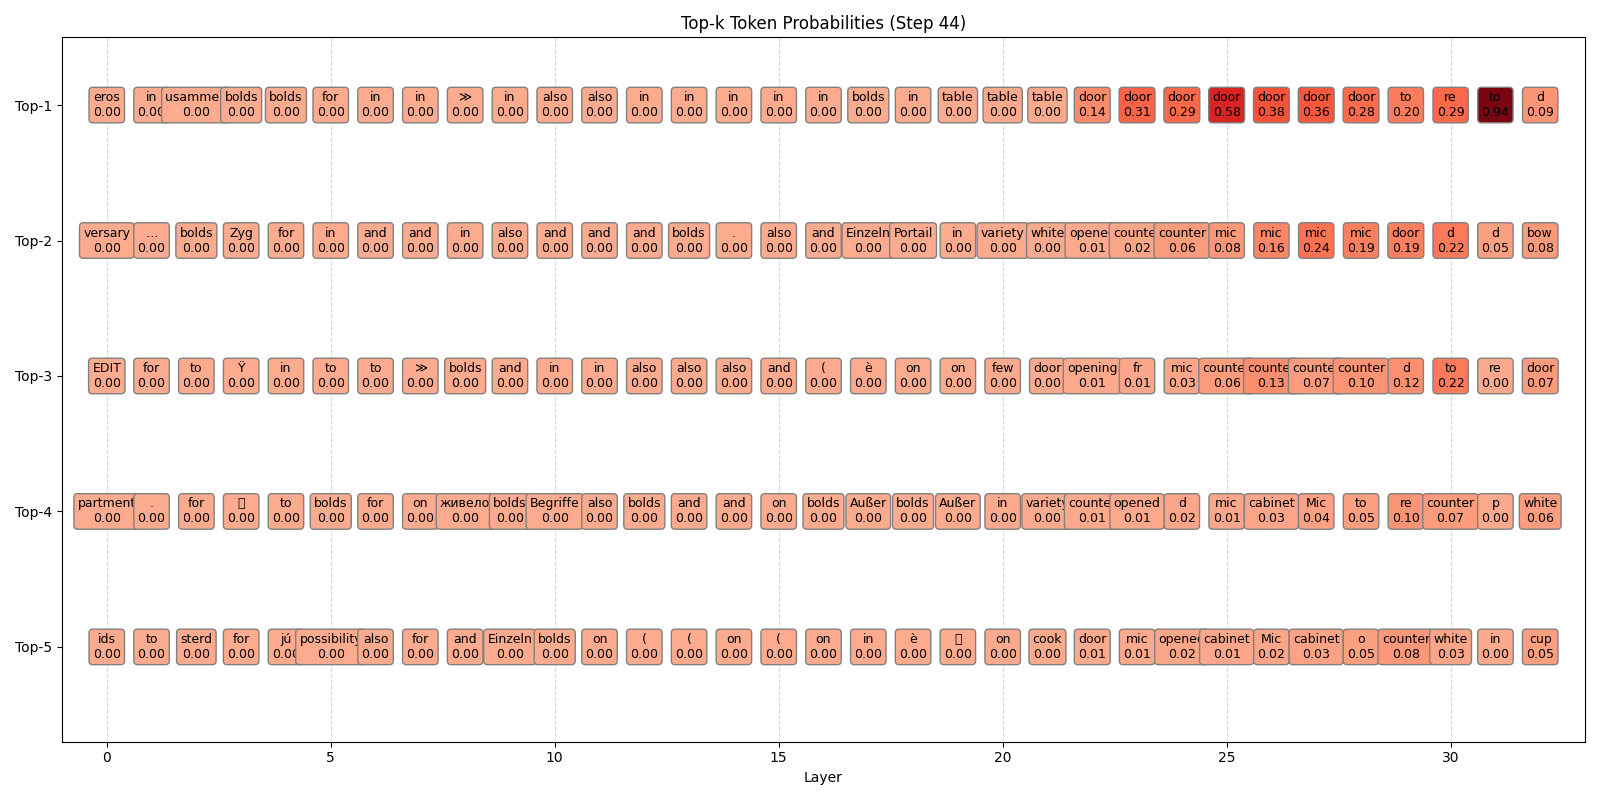 Top-k Token Probabilities (Step 44)
Top-1
eros in usamme bolds bolds for in in ≫ in also also in in in in in bolds in table table table door door door door door door door to re to d
0.00 0.00 0.00 0.00 0.00 0.00 0.00 0.00 0.00 0.00 0.00 0.00 0.00 0.00 0.00 0.00 0.00 0.00 0.00 0.00 0.00 0.00 0.14 0.31 0.29 0.58 0.38 0.36 0.28 0.20 0.29 0.94 0.09
Top-2
versary ... bolds Zyg for in and and in also and and and bolds . also and Einzeln Portail in variety white opene counte counter mic mic mic mic door d d bow
0.00 0.00 0.00 0.00 0.00 0.00 0.00 0.00 0.00 0.00 0.00 0.00 0.00 0.00 0.00 0.00 0.00 0.00 0.00 0.00 0.00 0.00 0.01 0.02 0.06 0.08 0.16 0.24 0.19 0.19 0.22 0.05 0.08
Top-3
EDIT for to Ÿ in to to ≫ bolds and in in also also also and ( è on on few door opening fr mic counte counte counte counter d to re door
0.00 0.00 0.00 0.00 0.00 0.00 0.00 0.00 0.00 0.00 0.00 0.00 0.00 0.00 0.00 0.00 0.00 0.00 0.00 0.00 0.00 0.00 0.01 0.01 0.03 0.06 0.13 0.07 0.10 0.12 0.22 0.00 0.07
Top-4
partment . for to bolds for on живело bolds Begriffe also bolds and and on bolds Außer bolds Außer in variety counte opened d mic cabinet Mic to re counter p white
0.00 0.00 0.00 0.00 0.00 0.00 0.00 0.00 0.00 0.00 0.00 0.00 0.00 0.00 0.00 0.00 0.00 0.00 0.00 0.00 0.00 0.00 0.01 0.01 0.02 0.01 0.03 0.04 0.05 0.10 0.07 0.00 0.06
Top-5
ids to sterd for jú possibility also for and Einzeln bolds on ( ( on ( on in è on cook door mic opened cabinet Mic cabinet o counter white in cup
0.00 0.00 0.00 0.00 0.00 0.00 0.00 0.00 0.00 0.00 0.00 0.00 0.00 0.00 0.00 0.00 0.00 0.00 0.00 0.00 0.00 0.00 0.01 0.01 0.02 0.01 0.02 0.03 0.05 0.08 0.03 0.00 0.05
0 5 10 15 20 25 30
Layer